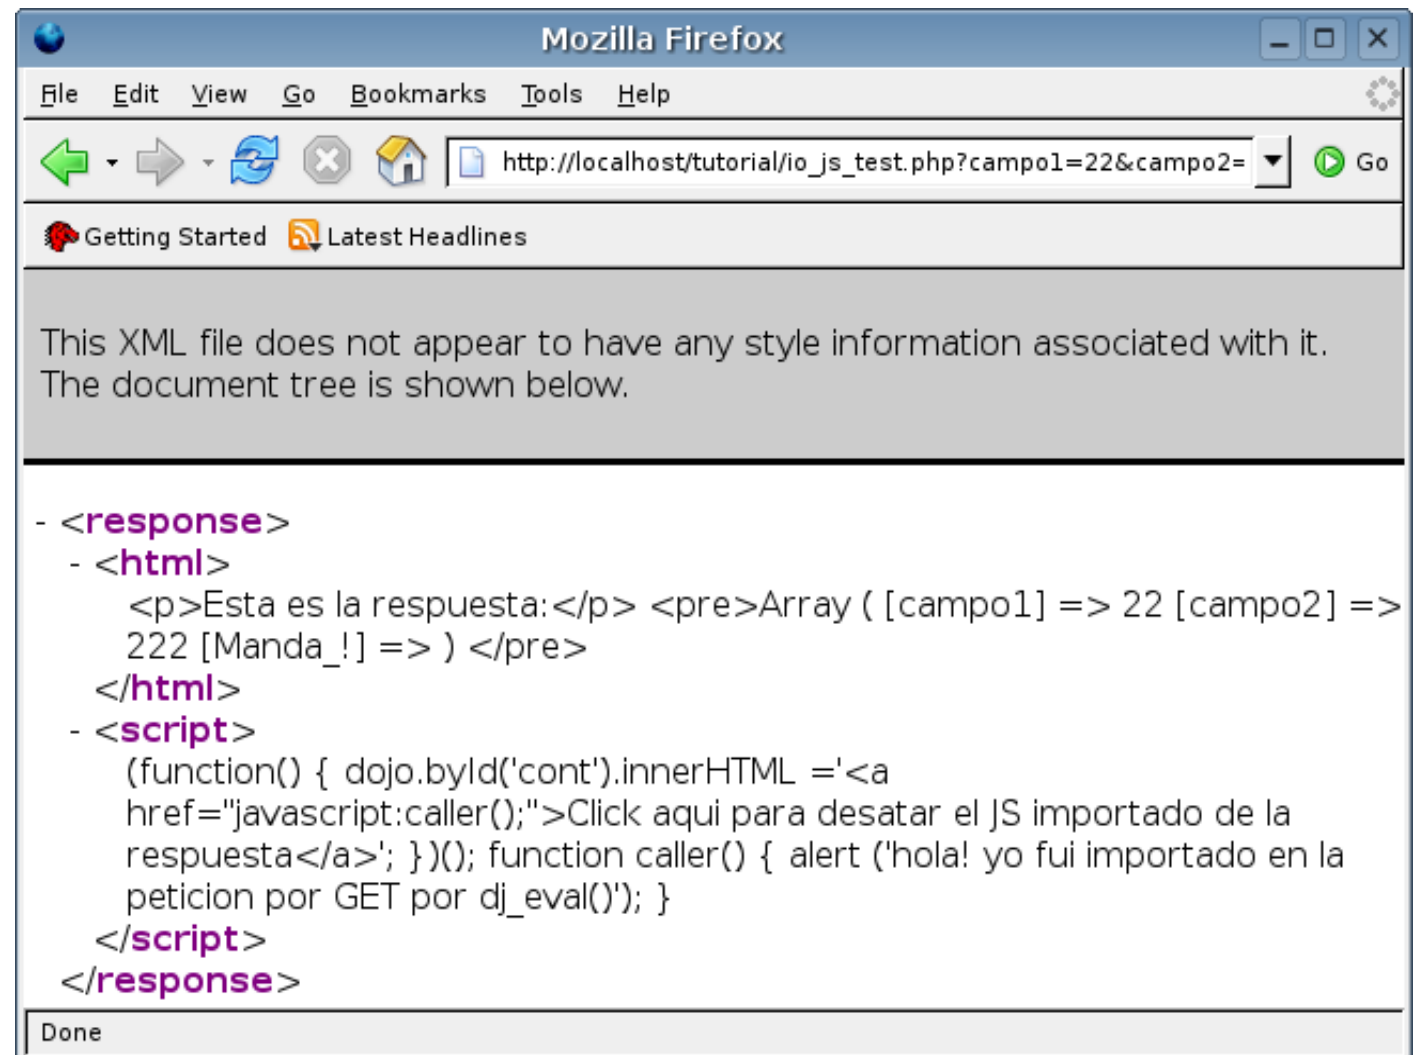 Mozilla Firefox
File Edit View Go Bookmarks Tools Help
http://localhost/tutorial/io_js_test.php?campo1=22&campo2= Go
Getting Started Latest Headlines
This XML file does not appear to have any style information associated with it.
The document tree is shown below.
- <response>
- <html>
<p>Esta es la respuesta:</p> <pre>Array ( [campo1] => 22 [campo2] =>
222 [Manda_!] => ) </pre>
</html>
- <script>
(function() { dojo.byId('cont').innerHTML ='<a
href="javascript:caller();">Click aqui para desatar el JS importado de la
respuesta</a>'; } )(); function caller() { alert ('hola! yo fui importado en la
peticion por GET por dj_eval()'); }
</script>
</response>
Done